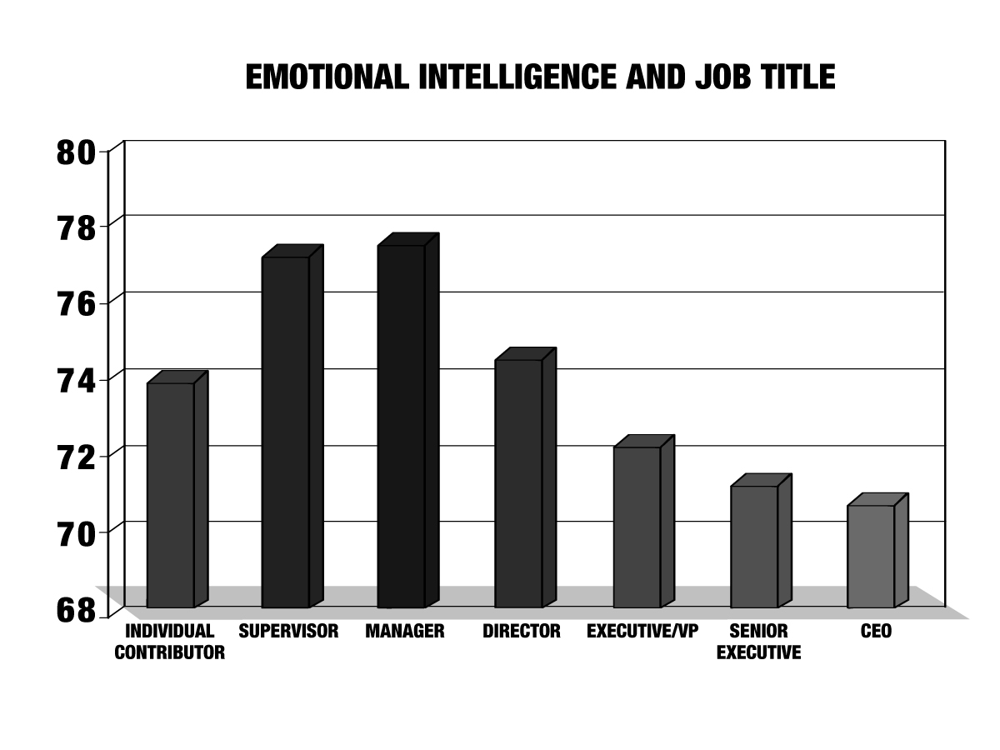 EMOTIONAL INTELLIGENCE AND JOB TITLE
80
78
76
74
72
70
68
INDIVIDUAL
CONTRIBUTOR
SUPERVISOR
MANAGER
DIRECTOR
EXECUTIVE/VP
SENIOR
EXECUTIVE
CEO